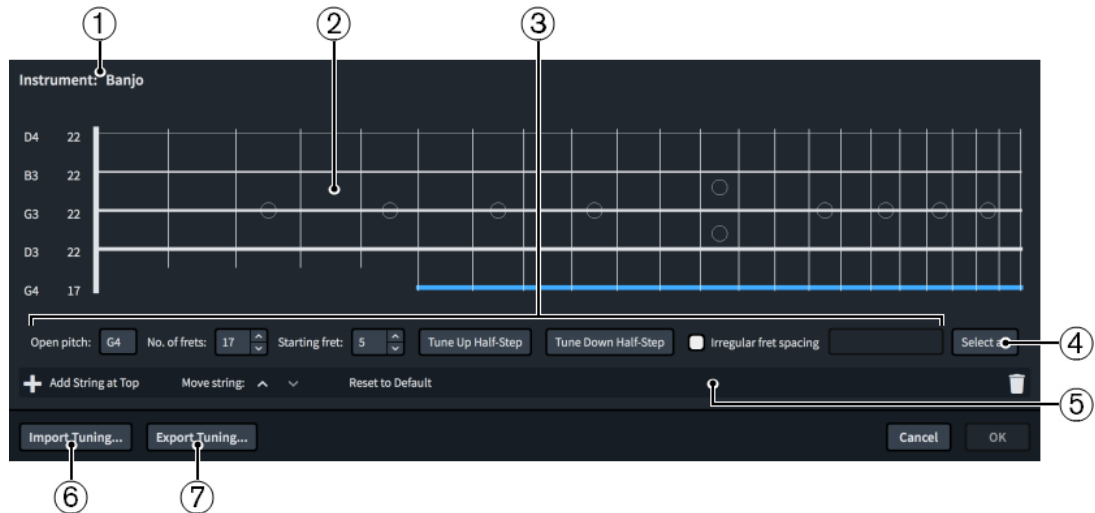 ① ② ③
Instrument: Banjo
D4 22
B3 22
G3 22
D3 22
G4 17
Open pitch: G4 No. of frets: 17 Starting fret: 5 Tune Up Half-Step Tune Down Half-Step Irregular fret spacing Select a
④
Add String at Top Move string: Reset to Default
⑤
Import Tuning... Export Tuning... Cancel OK
⑥ ⑦